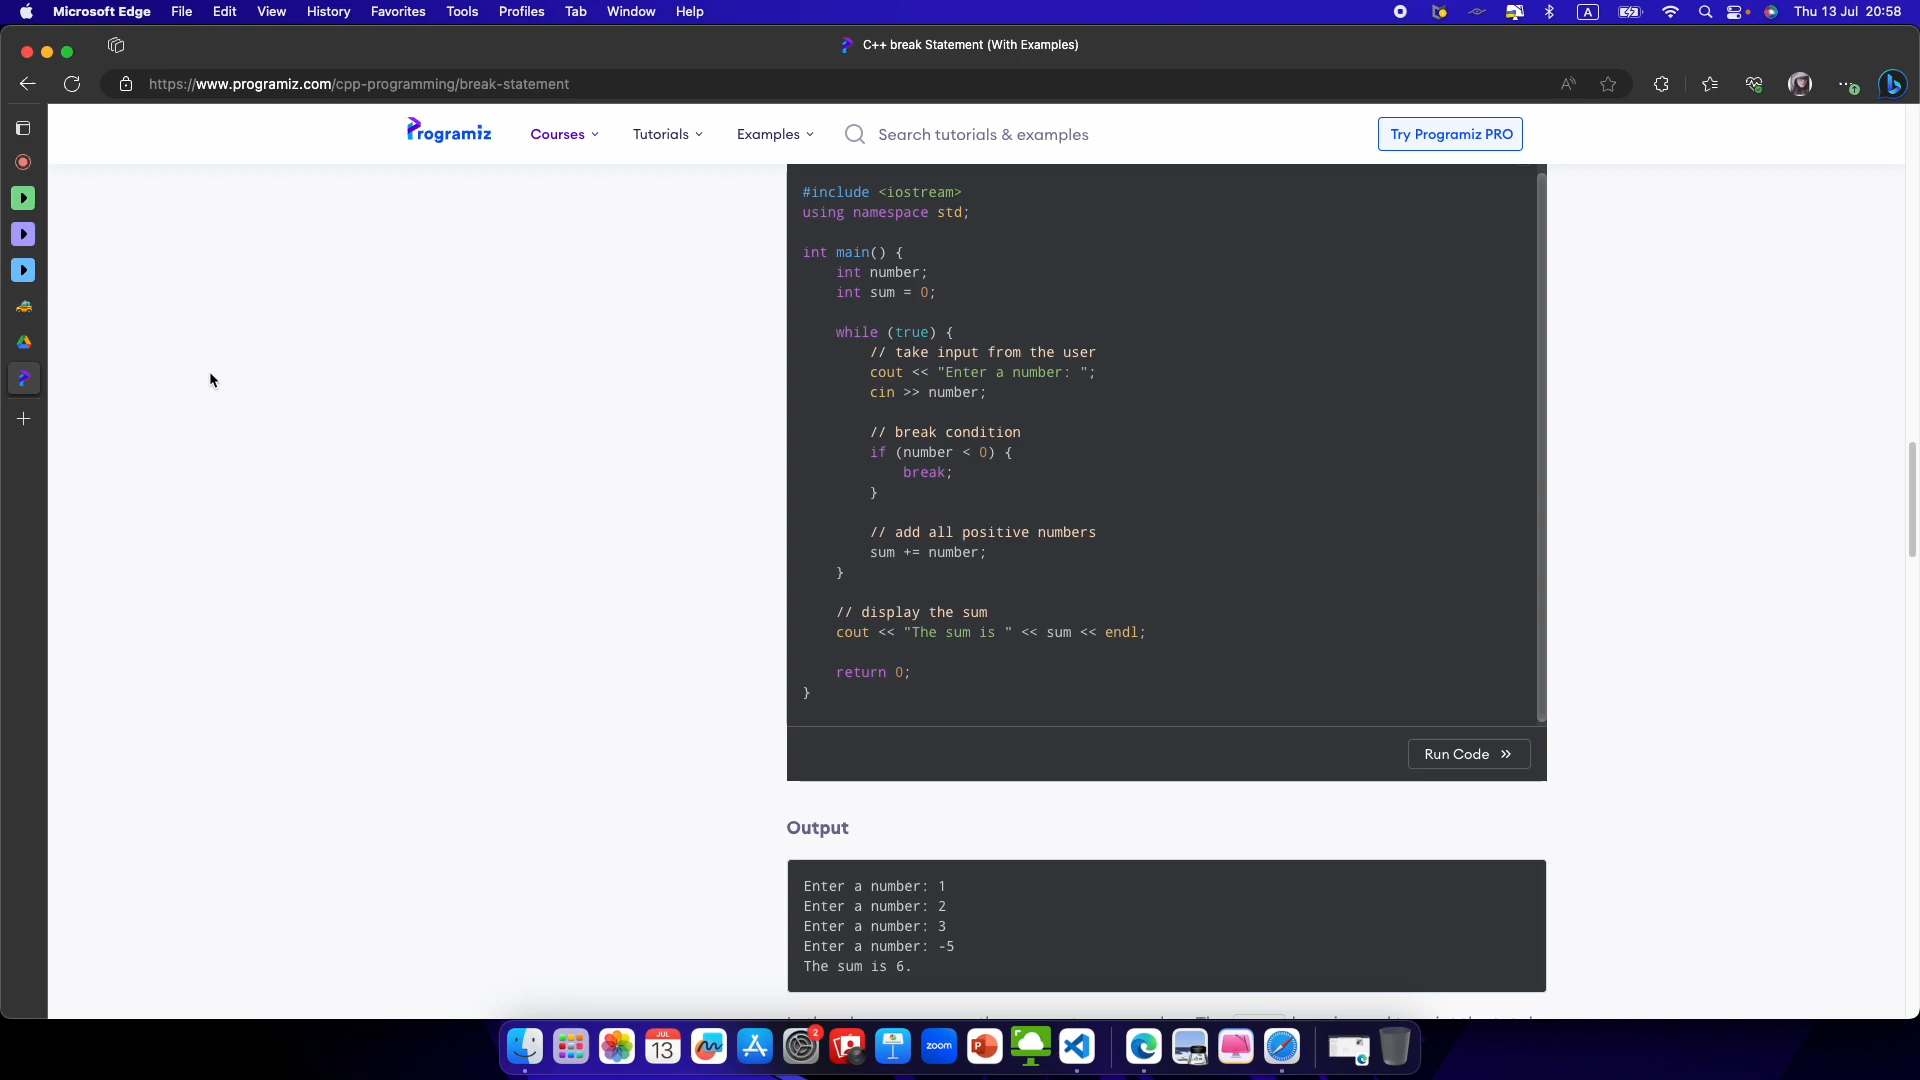 Microsoft Edge File Edit View History Favorites Tools Profiles Tab Window Help A Thu 13 Jul 20:58
C++ break Statement (With Examples)
https://www.programiz.com/cpp-programming/break-statement
Programiz Courses Tutorials Examples Search tutorials & examples Try Programiz PRO
#include <iostream>
using namespace std;
int main() {
int number;
int sum = 0;
while (true) {
// take input from the user
cout << "Enter a number: ";
cin >> number;
// break condition
if (number < 0) {
break;
}
// add all positive numbers
sum += number;
}
// display the sum
cout << "The sum is " << sum << endl;
return 0;
}
Run Code »
Output
Enter a number: 1
Enter a number: 2
Enter a number: 3
Enter a number: -5
The sum is 6.
JUL
13
2
zoom